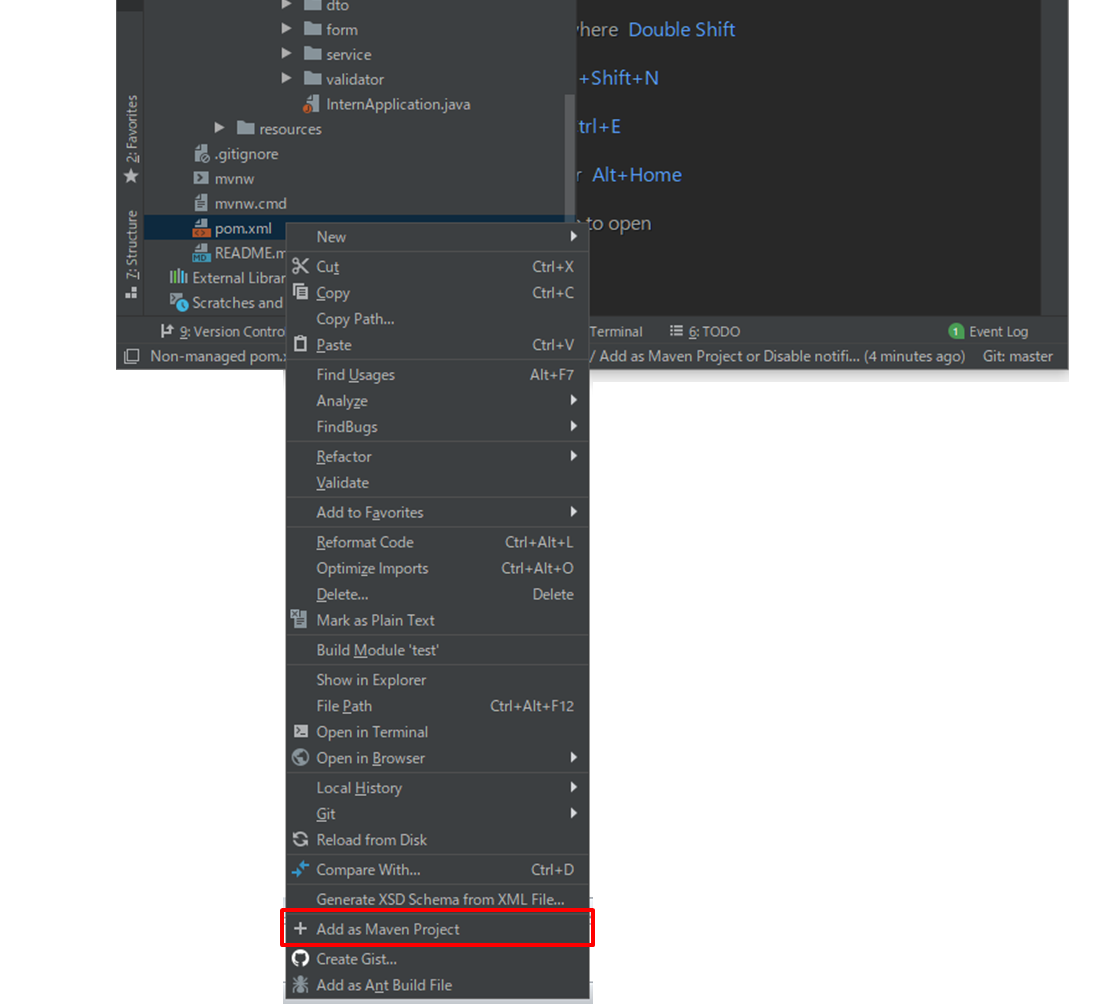 dto
form
service
validator
InternApplication.java
resources
.gitignore
mvnw
mvnw.cmd
pom.xml
README.m
External Librar
Scratches and
2: Favorites
7: Structure
here Double Shift
+Shift+N
trl+E
r Alt+Home
to open
9: Version Contro
Terminal
6: TODO
1 Event Log
Non-managed pom.x
/ Add as Maven Project or Disable notifi... (4 minutes ago)
Git: master
New
Cut Ctrl+X
Copy Ctrl+C
Copy Path...
Paste Ctrl+V
Find Usages Alt+F7
Analyze
FindBugs
Refactor
Validate
Add to Favorites
Reformat Code Ctrl+Alt+L
Optimize Imports Ctrl+Alt+O
Delete... Delete
Mark as Plain Text
Build Module 'test'
Show in Explorer
File Path Ctrl+Alt+F12
Open in Terminal
Open in Browser
Local History
Git
Reload from Disk
Compare With... Ctrl+D
Generate XSD Schema from XML File...
Add as Maven Project
Create Gist...
Add as Ant Build File